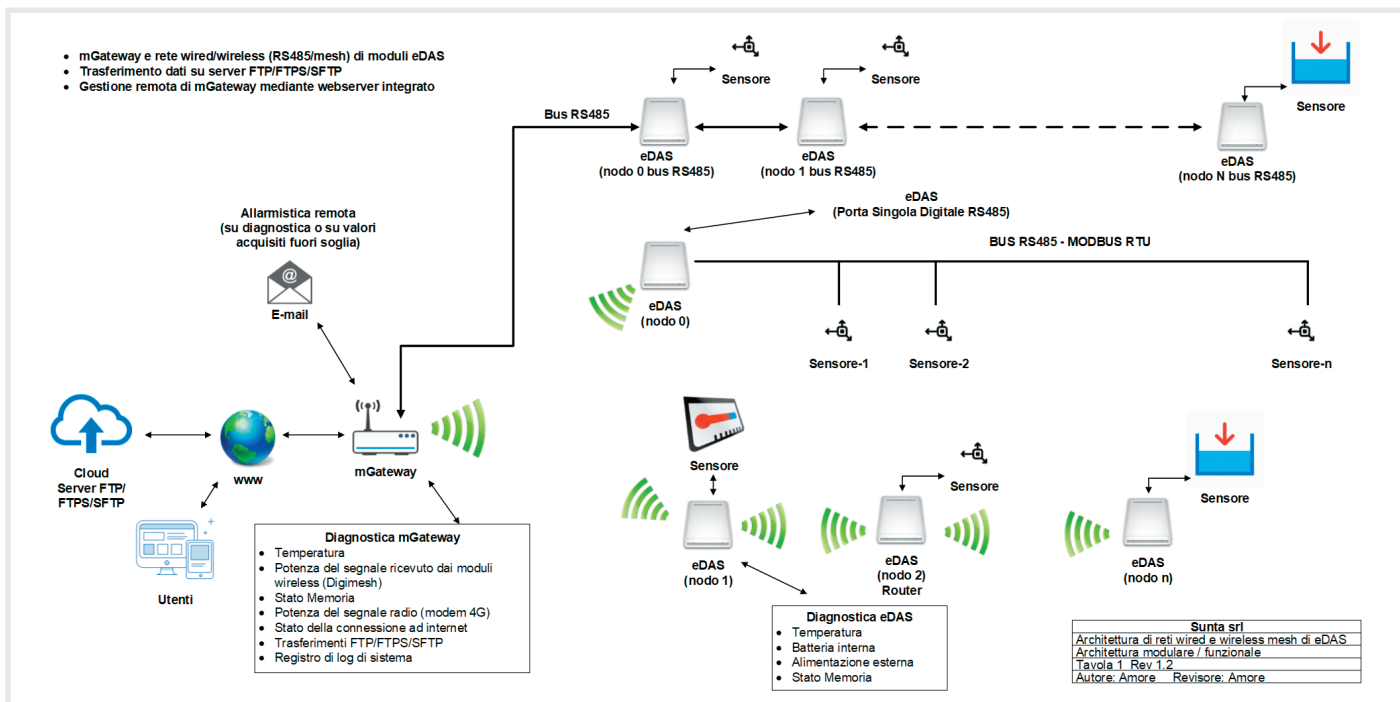 • mGateway e rete wired/wireless (RS485/mesh) di moduli eDAS
• Trasferimento dati su server FTP/FTPS/SFTP
• Gestione remota di mGateway mediante webserver integrato
Sensore
Sensore
Sensore
Bus RS485
eDAS
(nodo 0 bus RS485)
eDAS
(nodo 1 bus RS485)
eDAS
(nodo N bus RS485)
eDAS
(Porta Singola Digitale RS485)
Allarmistica remota
(su diagnostica o su valori
acquisiti fuori soglia)
@
E-mail
BUS RS485 - MODBUS RTU
eDAS
(nodo 0)
Sensore-1
Sensore-2
Sensore-n
Cloud
Server FTP/
FTPS/SFTP
www
mGateway
Utenti
Sensore
Sensore
Sensore
eDAS
(nodo 1)
eDAS
(nodo 2)
Router
eDAS
(nodo n)
Diagnostica mGateway
• Temperatura
• Potenza del segnale ricevuto dai moduli
wireless (Digimesh)
• Stato Memoria
• Potenza del segnale radio (modem 4G)
• Stato della connessione ad internet
• Trasferimenti FTP/FTPS/SFTP
• Registro di log di sistema
Diagnostica eDAS
• Temperatura
• Batteria interna
• Alimentazione esterna
• Stato Memoria
Sunta srl
Architettura di reti wired e wireless mesh di eDAS
Architettura modulare / funzionale
Tavola 1 Rev 1.2
Autore: Amore Revisore: Amore